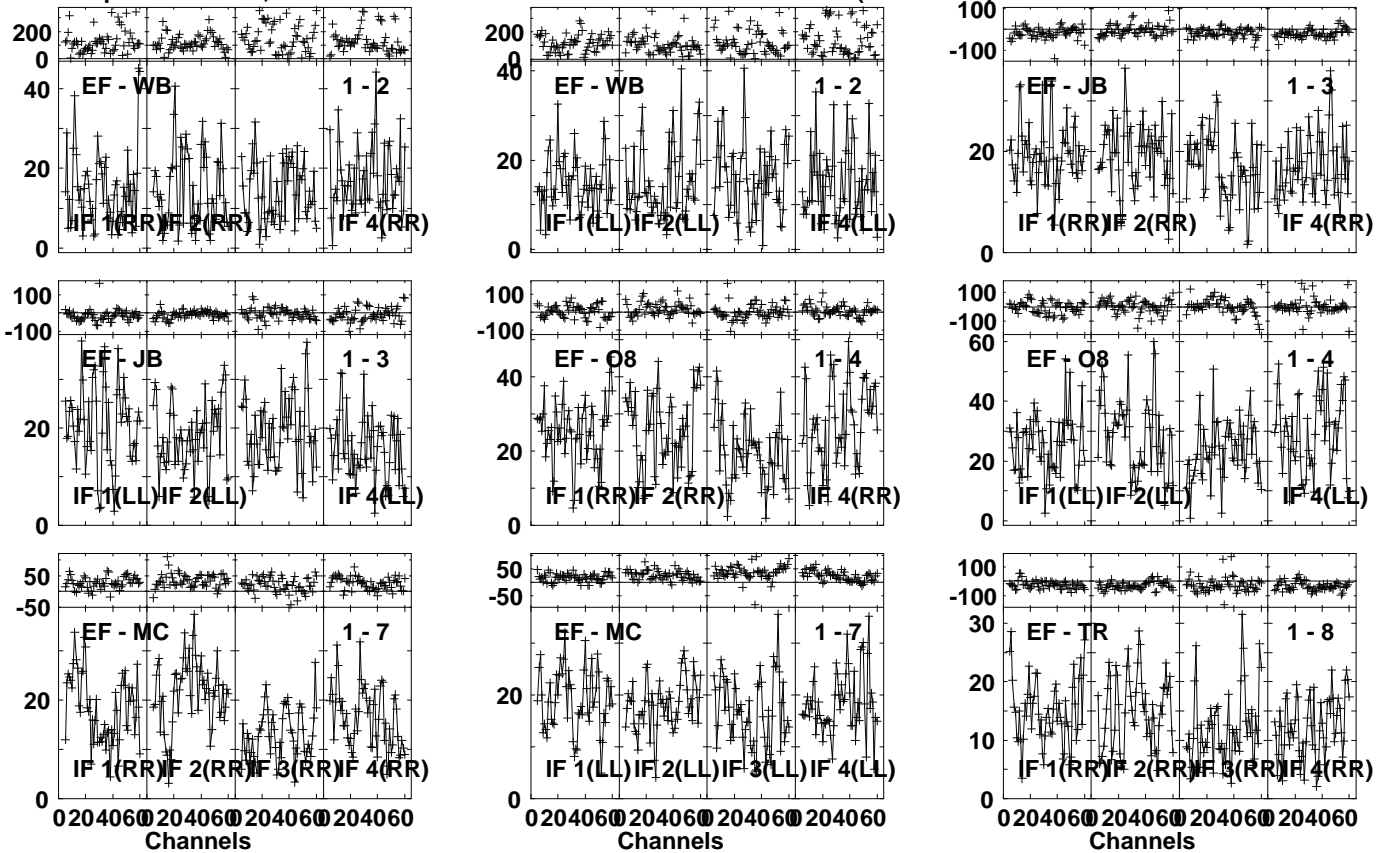 200
0
EF - WB 1 - 2
40
20
0
IF 1(RR) IF 2(RR) IF 4(RR)
200
0
EF - WB 1 - 2
40
20
0
IF 1(LL) IF 2(LL) IF 4(LL)
100
-100
EF - JB 1 - 3
20
0
IF 1(RR) IF 2(RR) IF 4(RR)
100
-100
EF - JB 1 - 3
20
0
IF 1(LL) IF 2(LL) IF 4(LL)
100
-100
EF - O8 1 - 4
40
20
0
IF 1(RR) IF 2(RR) IF 4(RR)
100
-100
EF - O8 1 - 4
60
40
20
0
IF 1(LL) IF 2(LL) IF 4(LL)
50
-50
EF - MC 1 - 7
20
0
IF 1(RR) IF 2(RR) IF 3(RR) IF 4(RR)
0 20 40 60 0 20 40 60 0 20 40 60 0 20 40 60
Channels
50
-50
EF - MC 1 - 7
20
0
IF 1(LL) IF 2(LL) IF 3(LL) IF 4(LL)
0 20 40 60 0 20 40 60 0 20 40 60 0 20 40 60
Channels
100
-100
EF - TR 1 - 8
30
20
10
0
IF 1(RR) IF 2(RR) IF 3(RR) IF 4(RR)
0 20 40 60 0 20 40 60 0 20 40 60 0 20 40 60
Channels